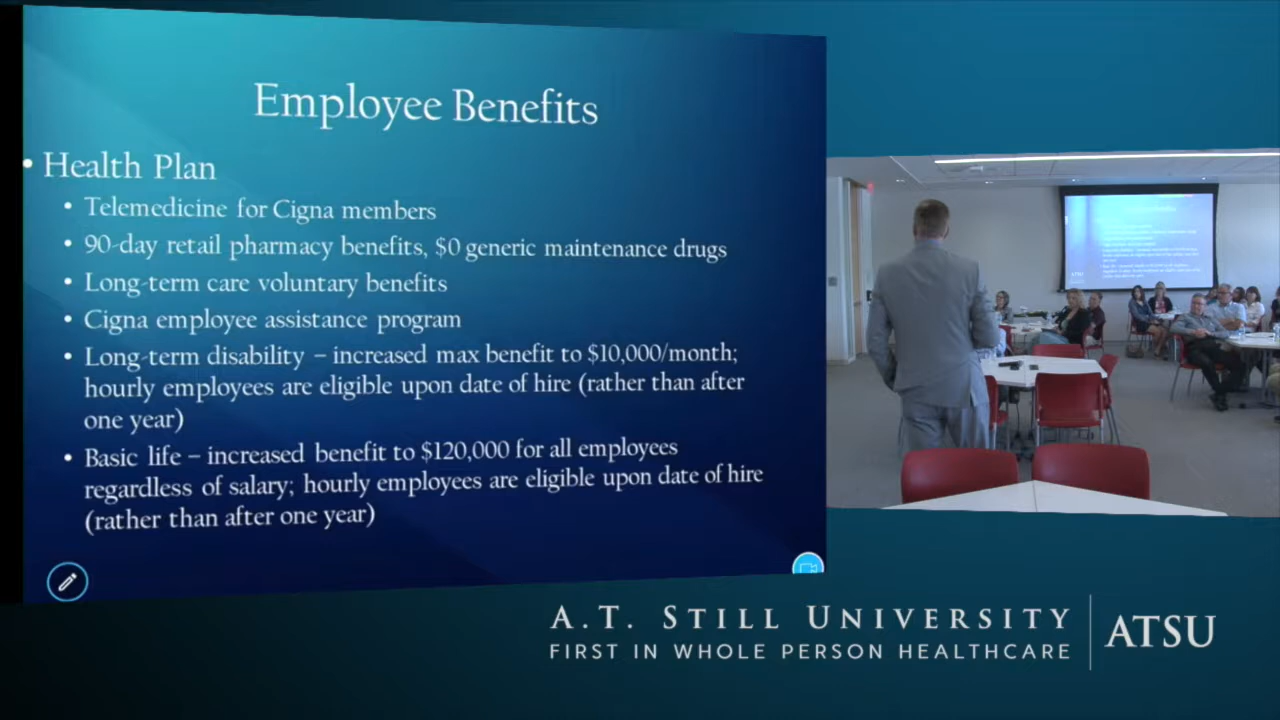 Employee Benefits
• Health Plan
• Telemedicine for Cigna members
• 90-day retail pharmacy benefits, $0 generic maintenance drugs
• Long-term care voluntary benefits
• Cigna employee assistance program
• Long-term disability – increased max benefit to $10,000/month;
hourly employees are eligible upon date of hire (rather than after
one year)
• Basic life – increased benefit to $120,000 for all employees
regardless of salary; hourly employees are eligible upon date of hire
(rather than after one year)
A.T. STILL UNIVERSITY
FIRST IN WHOLE PERSON HEALTHCARE
ATSU